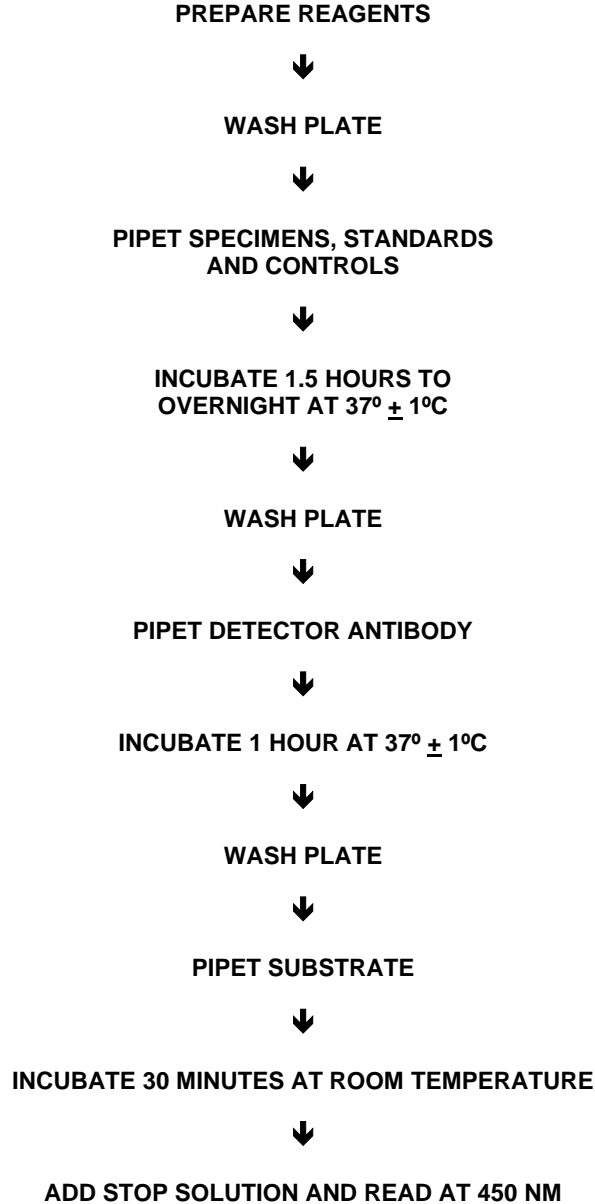 PREPARE REAGENTS
WASH PLATE
PIPET SPECIMENS, STANDARDS
AND CONTROLS
INCUBATE 1.5 HOURS TO
OVERNIGHT AT 37º ± 1ºC
WASH PLATE
PIPET DETECTOR ANTIBODY
INCUBATE 1 HOUR AT 37º ± 1ºC
WASH PLATE
PIPET SUBSTRATE
INCUBATE 30 MINUTES AT ROOM TEMPERATURE
ADD STOP SOLUTION AND READ AT 450 NM